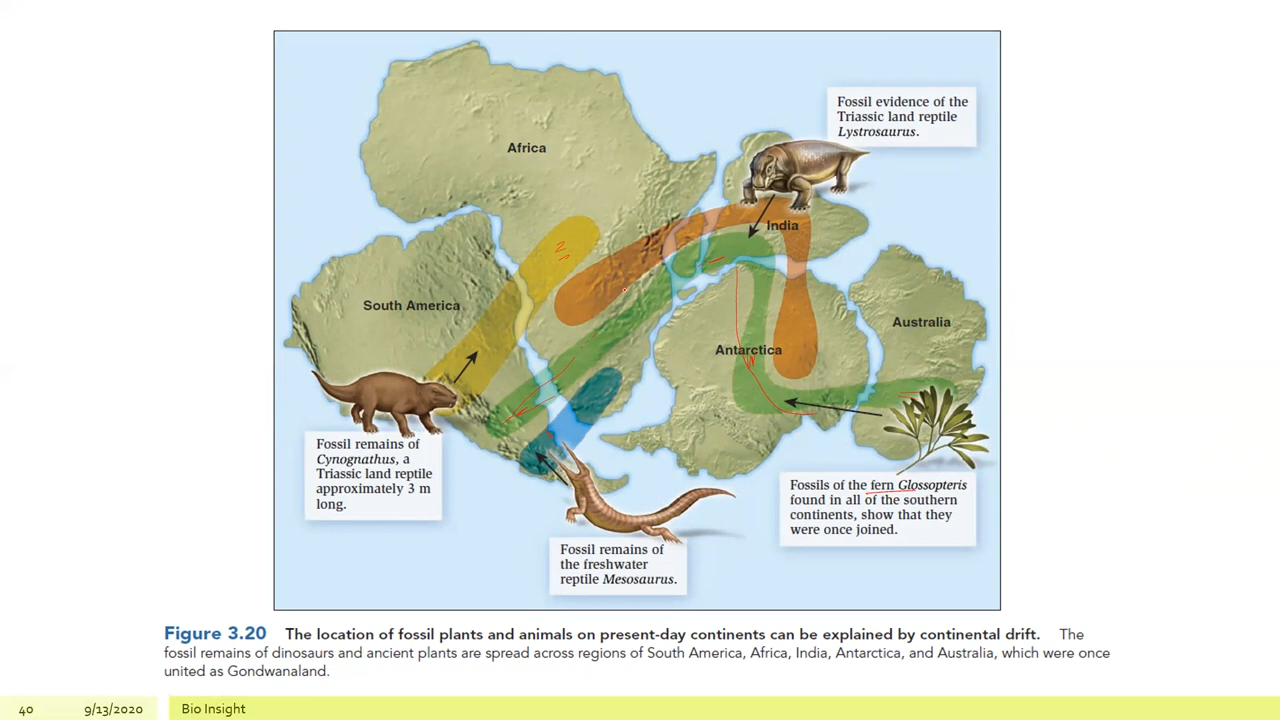 Fossil evidence of the
Triassic land reptile
Lystrosaurus.
Africa
India
South America
Australia
Antarctica
Fossil remains of
Cynognathus, a
Triassic land reptile
approximately 3 m
long.
Fossils of the fern Glossopteris
found in all of the southern
continents, show that they
were once joined.
Fossil remains of
the freshwater
reptile Mesosaurus.
Figure 3.20 The location of fossil plants and animals on present-day continents can be explained by continental drift. The
fossil remains of dinosaurs and ancient plants are spread across regions of South America, Africa, India, Antarctica, and Australia, which were once
united as Gondwanaland.
40 9/13/2020 Bio Insight